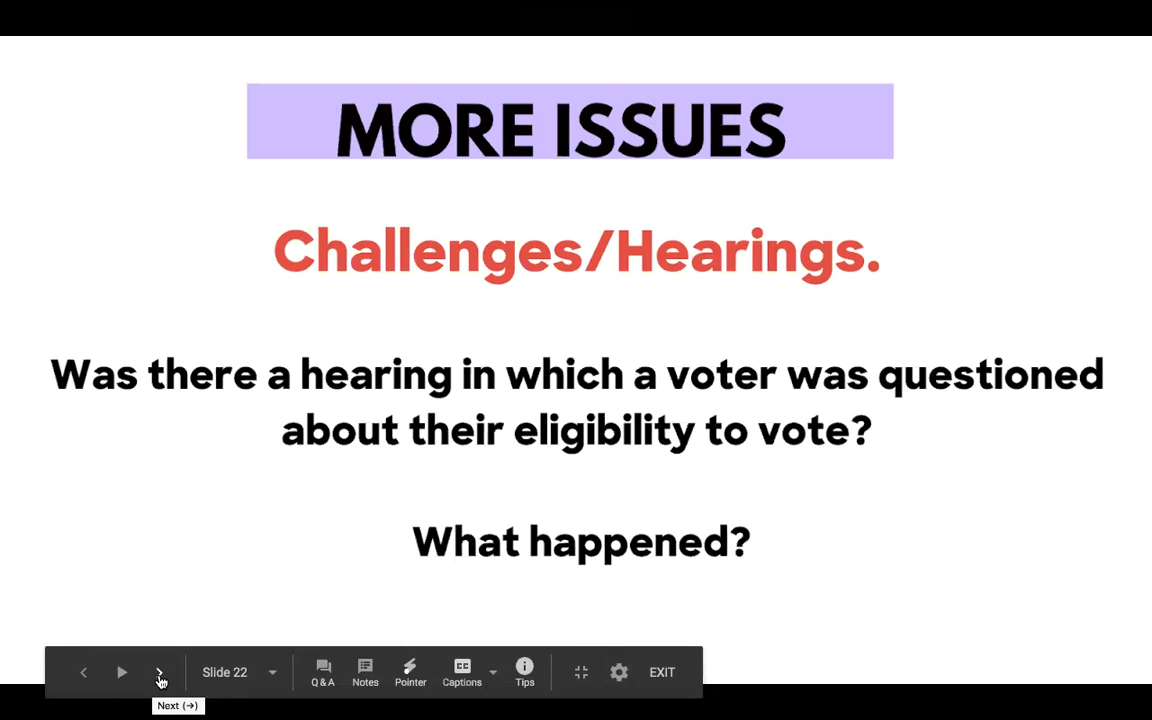 MORE ISSUES
Challenges/Hearings.
Was there a hearing in which a voter was questioned
about their eligibility to vote?
What happened?
Slide 22
Q & A
Notes
Pointer
CC
Captions
Tips
EXIT
Next (→)